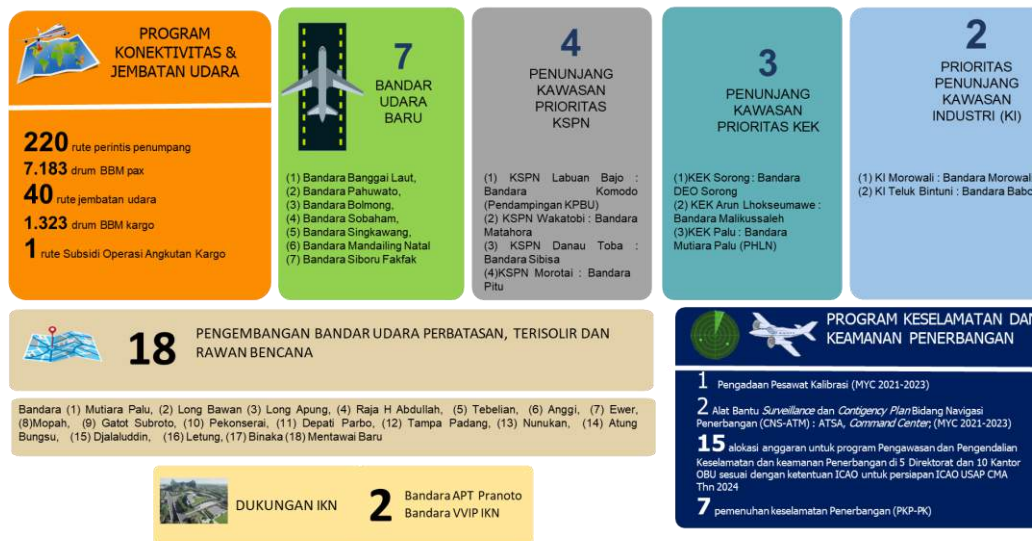 PROGRAM
KONEKTIVITAS &
JEMBATAN UDARA
220 rute perintis penumpang
7.183 drum BBM pax
40 rute jembatan udara
1.323 drum BBM kargo
1 rute Subsidi Operasi Angkutan Kargo
7
BANDAR
UDARA
BARU
(1) Bandara Banggai Laut,
(2) Bandara Pahuwato,
(3) Bandara Bolmong,
(4) Bandara Sobaham,
(5) Bandara Singkawang,
(6) Bandara Mandailing Natal
(7) Bandara Siboru Fakfak
4
PENUNJANG
KAWASAN
PRIORITAS
KSPN
(1) KSPN Labuan Bajo :
Bandara Komodo
(Pendampingan KPBU)
(2) KSPN Wakatobi : Bandara
Matahora
(3) KSPN Danau Toba :
Bandara Sibisa
(4)KSPN Morotai : Bandara
Pitu
3
PENUNJANG
KAWASAN
PRIORITAS KEK
(1)KEK Sorong : Bandara
DEO Sorong
(2) KEK Arun Lhokseumawe :
Bandara Malikussaleh
(3)KEK Palu : Bandara
Mutiara Palu (PHLN)
2
PRIORITAS
PENUNJANG
KAWASAN
INDUSTRI (KI)
(1) KI Morowali : Bandara Morowali
(2) KI Teluk Bintuni : Bandara Babo
18
PENGEMBANGAN BANDAR UDARA PERBATASAN, TERISOLIR DAN
RAWAN BENCANA
Bandara (1) Mutiara Palu, (2) Long Bawan (3) Long Apung, (4) Raja H Abdullah, (5) Tebelian, (6) Anggi, (7) Ewer,
(8)Mopah, (9) Gatot Subroto, (10) Pekonserai, (11) Depati Parbo, (12) Tampa Padang, (13) Nunukan, (14) Atung
Bungsu, (15) Djalaluddin, (16) Letung, (17) Binaka (18) Mentawai Baru
DUKUNGAN IKN
2
Bandara APT Pranoto
Bandara VVIP IKN
PROGRAM KESELAMATAN DAN
KEAMANAN PENERBANGAN
1 Pengadaan Pesawat Kalibrasi (MYC 2021-2023)
2 Alat Bantu Surveillance dan Contigency Plan Bidang Navigasi
Penerbangan (CNS-ATM) : ATSA, Command Center, (MYC 2021-2023)
15 alokasi anggaran untuk program Pengawasan dan Pengendalian
Keselamatan dan keamanan Penerbangan di 5 Direktorat dan 10 Kantor
OBU sesuai dengan ketentuan ICAO untuk persiapan ICAO USAP CMA
Thn 2024
7 pemenuhan keselamatan Penerbangan (PKP-PK)